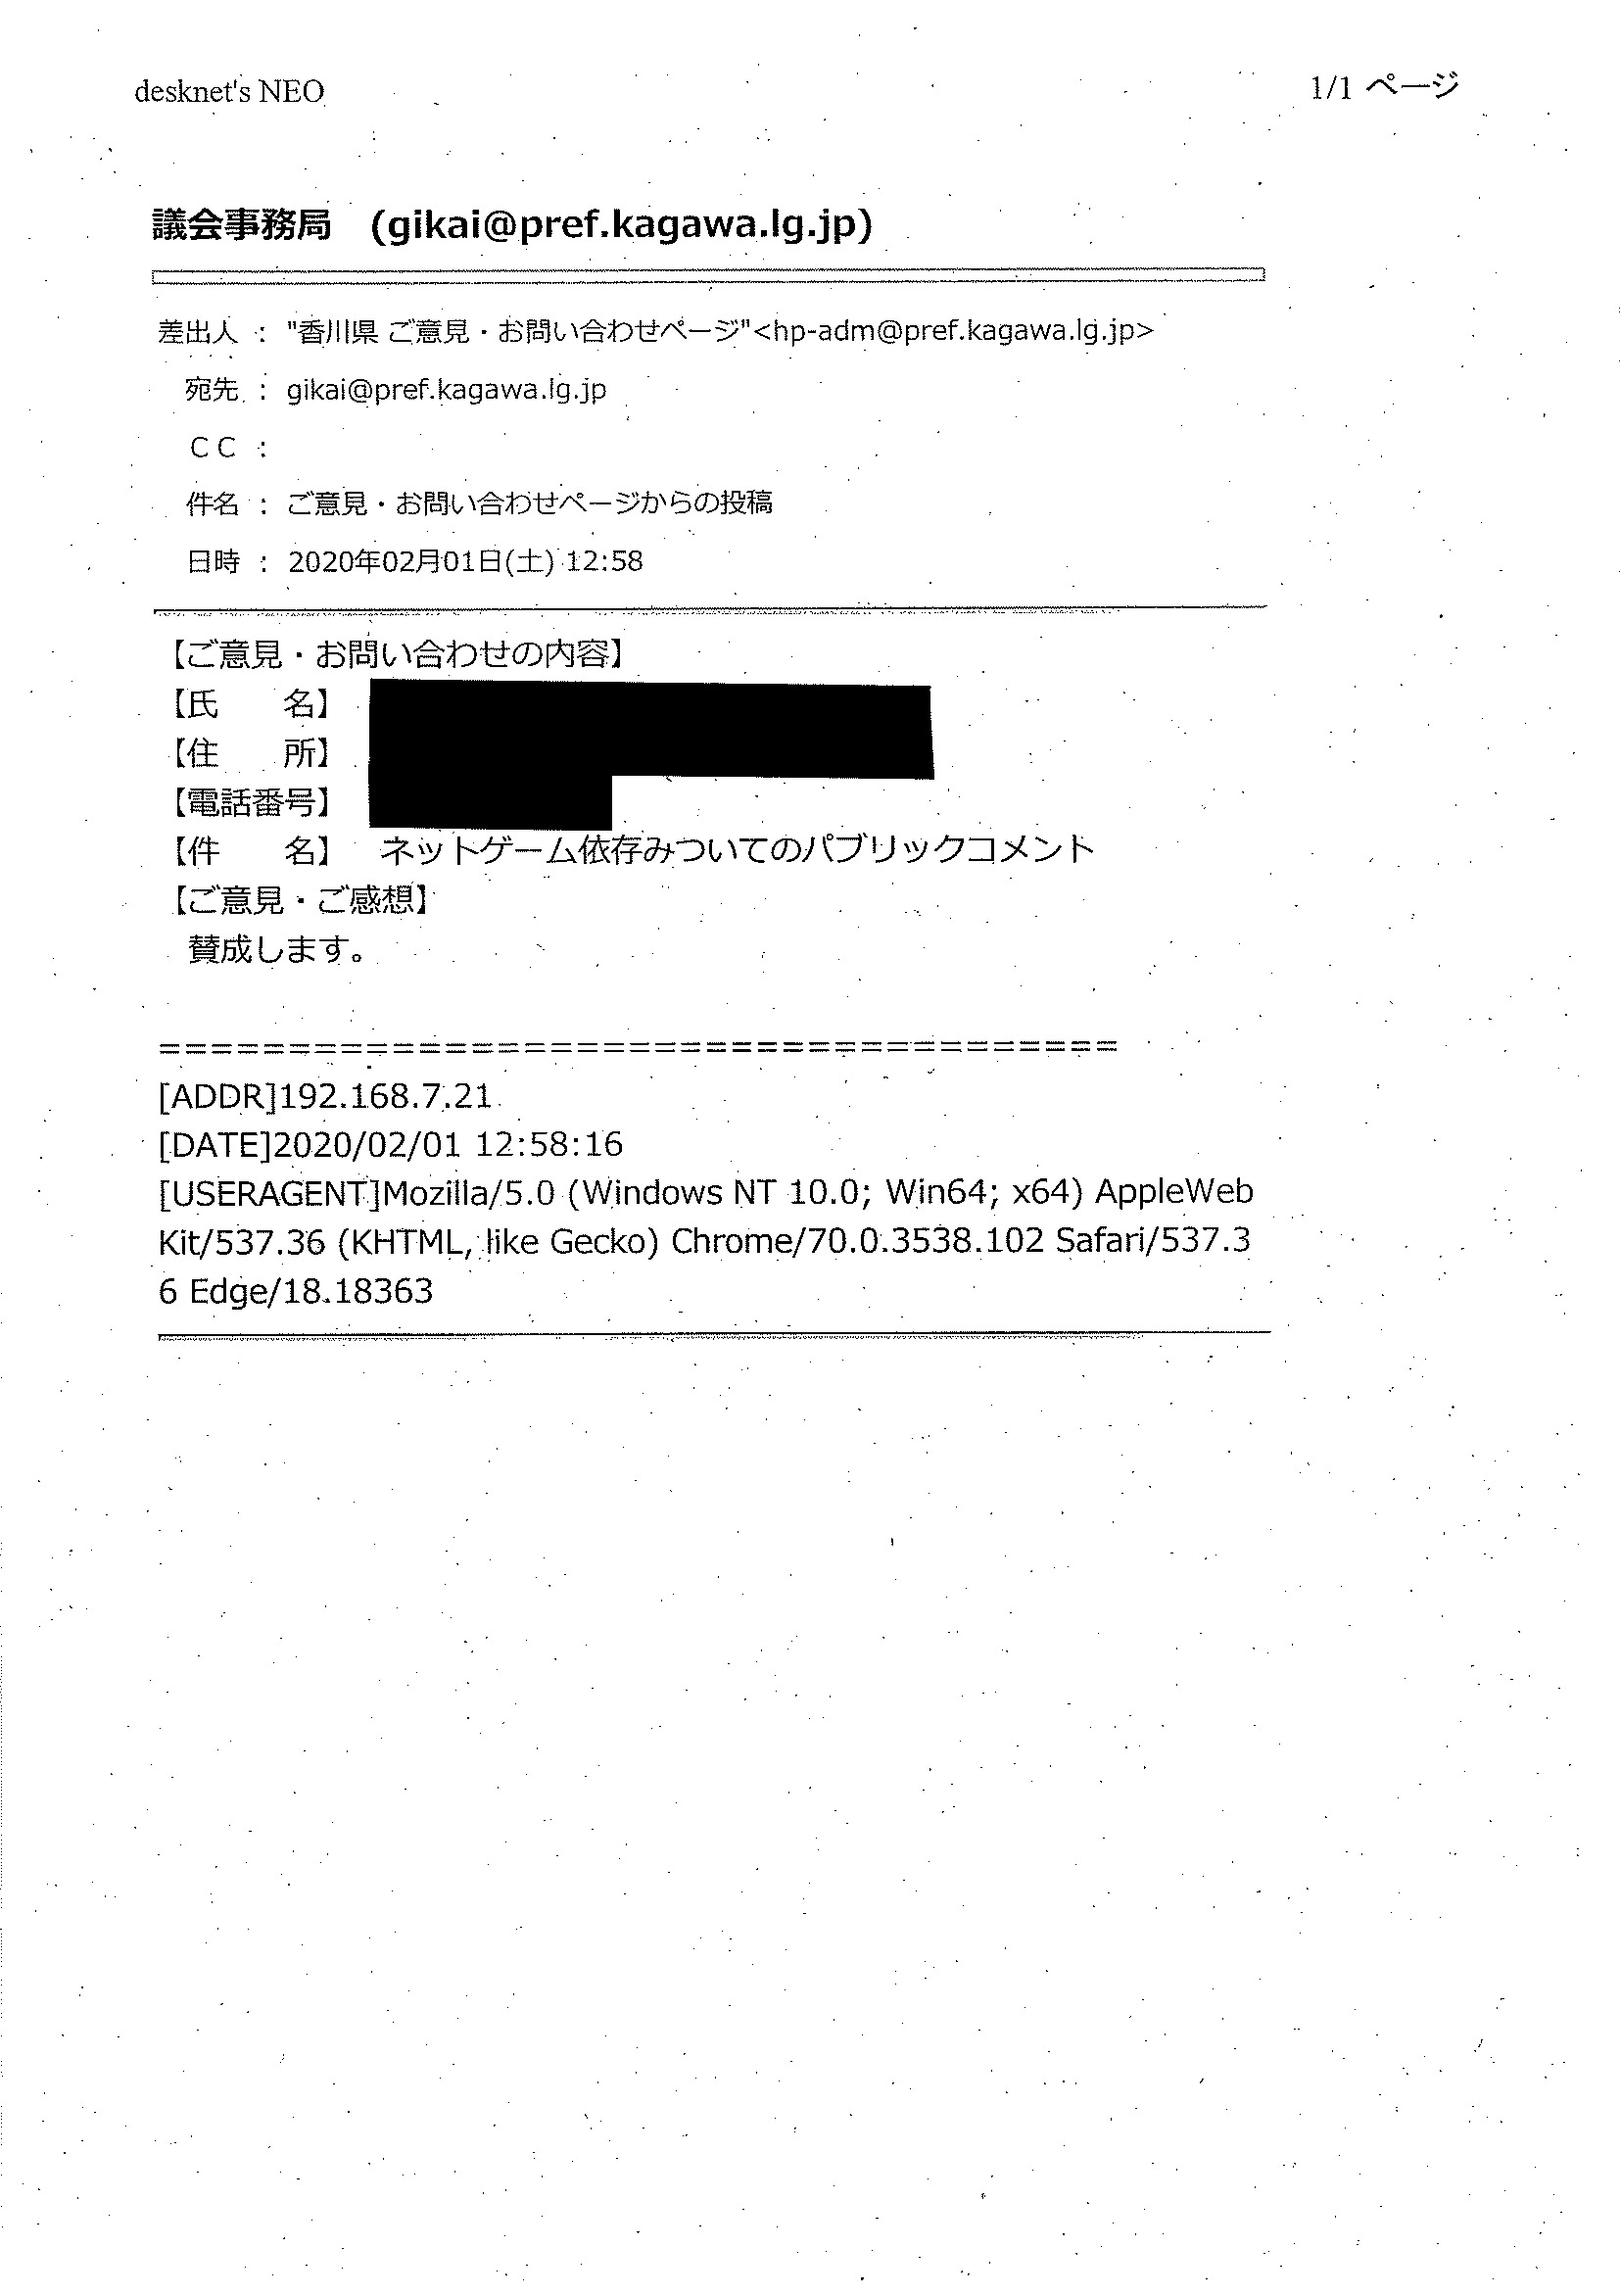 desknet's NEO
1/1 ページ
議会事務局　(gikai@pref.kagawa.lg.jp)
差出人 ： "香川県 ご意見・お問い合わせページ"<hp-adm@pref.kagawa.lg.jp>
宛先 ： gikai@pref.kagawa.lg.jp
ＣＣ ：
件名 ： ご意見・お問い合わせページからの投稿
日時 ： 2020年02月01日(土) 12:58
【ご意見・お問い合わせの内容】
【氏　　名】
【住　　所】
【電話番号】
【件　　名】　ネットゲーム依存みついてのパブリックコメント
【ご意見・ご感想】
賛成します。
=====================================
[ADDR]192.168.7.21
[DATE]2020/02/01 12:58:16
[USERAGENT]Mozilla/5.0 (Windows NT 10.0; Win64; x64) AppleWeb
Kit/537.36 (KHTML, like Gecko) Chrome/70.0.3538.102 Safari/537.3
6 Edge/18.18363